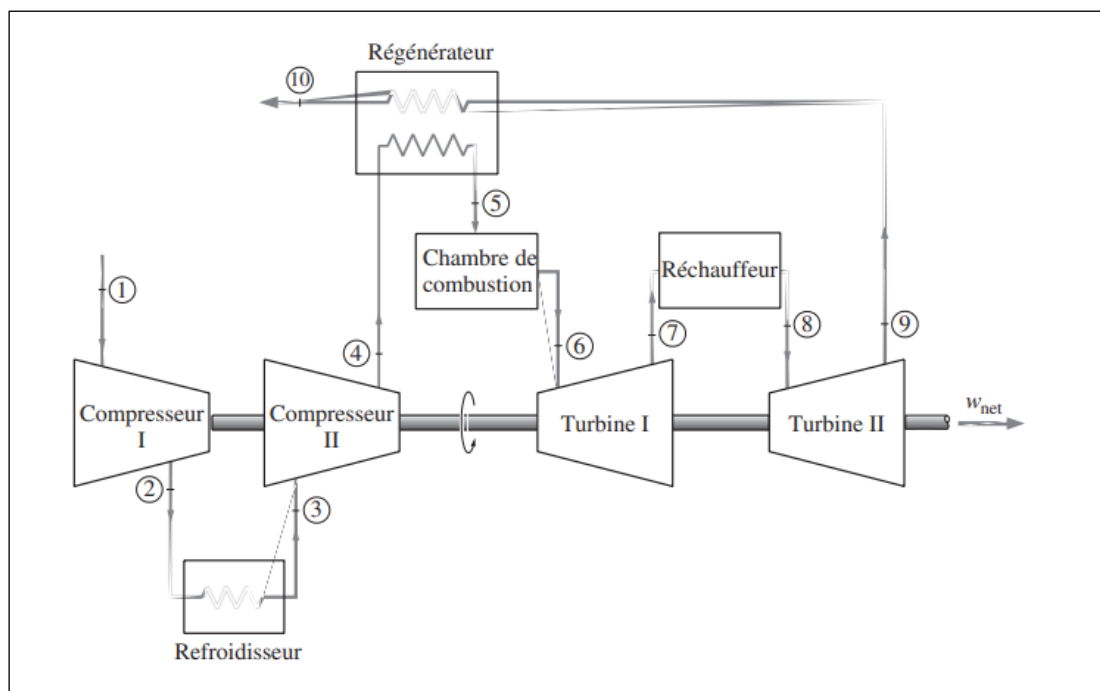 Régénérateur
10
5
Chambre de
combustion
Réchauffeur
1
4
6
7
8
9
Compresseur
I
Compresseur
II
Turbine I
Turbine II
w_net
2
3
Refroidisseur